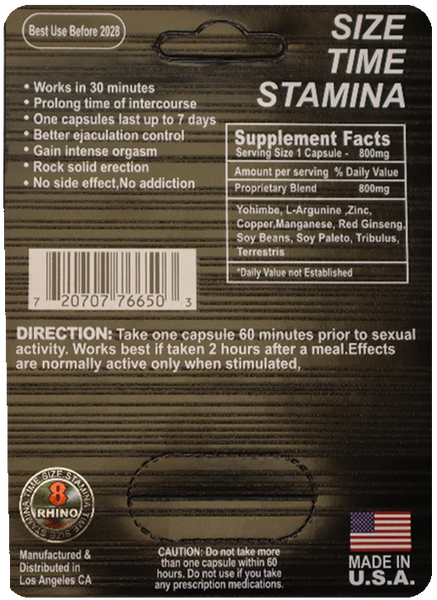 Best Use Before 2028
SIZE
TIME
STAMINA
• Works in 30 minutes
• Prolong time of intercourse
• One capsules last up to 7 days
• Better ejaculation control
• Gain intense orgasm
• Rock solid erection
• No side effect,No addiction
Supplement Facts
Serving Size 1 Capsule - 800mg
Amount per serving % Daily Value
Proprietary Blend 800mg
Yohimbe, L-Argunine ,Zinc,
Copper,Manganese, Red Ginseng,
Soy Beans, Soy Paleto, Tribulus,
Terrestris
*Daily Value not Established
7 20707 76650 3
DIRECTION: Take one capsule 60 minutes prior to sexual
activity. Works best if taken 2 hours after a meal.Effects
are normally active only when stimulated,
SIZE STAMINA TIME SIZE STAMINA TIME
8
RHINO
Manufactured &
Distributed in
Los Angeles CA
CAUTION: Do not take more
than one capsule within 60
hours. Do not use if you take
any prescription medications.
MADE IN
U.S.A.